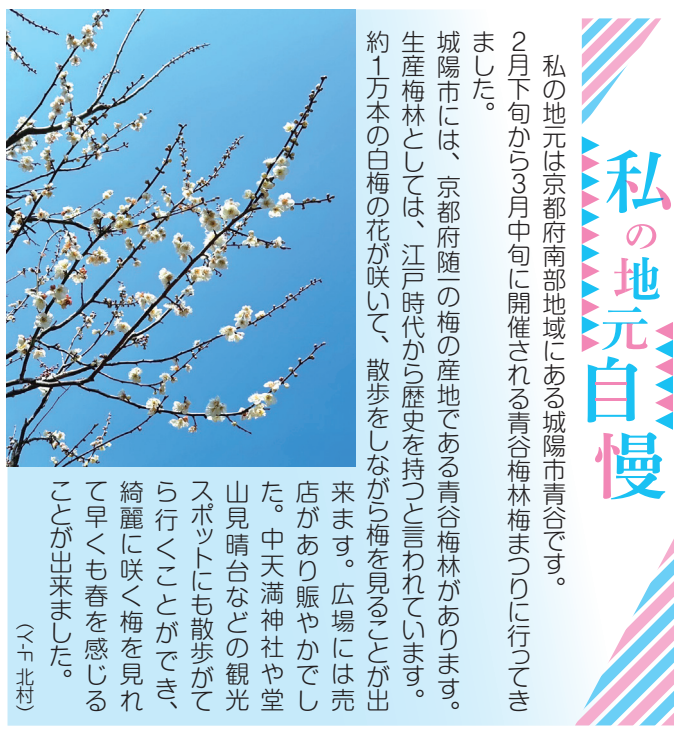 私の地元自慢
私の地元は京都府南部地域にある城陽市青谷です。
2月下旬から3月中旬に開催される青谷梅林梅まつりに行ってき
ました。
城陽市には、京都府随一の梅の産地である青谷梅林があります。
生産梅林としては、江戸時代から歴史を持つと言われています。
約1万本の白梅の花が咲いて、散歩をしながら梅を見ることが出
来ます。広場には売
店があり賑やかでし
た。中天満神社や堂
山見晴台などの観光
スポットにも散歩がて
ら行くことができ、
綺麗に咲く梅を見れ
て早くも春を感じる
ことが出来ました。
（Y-F 北村）